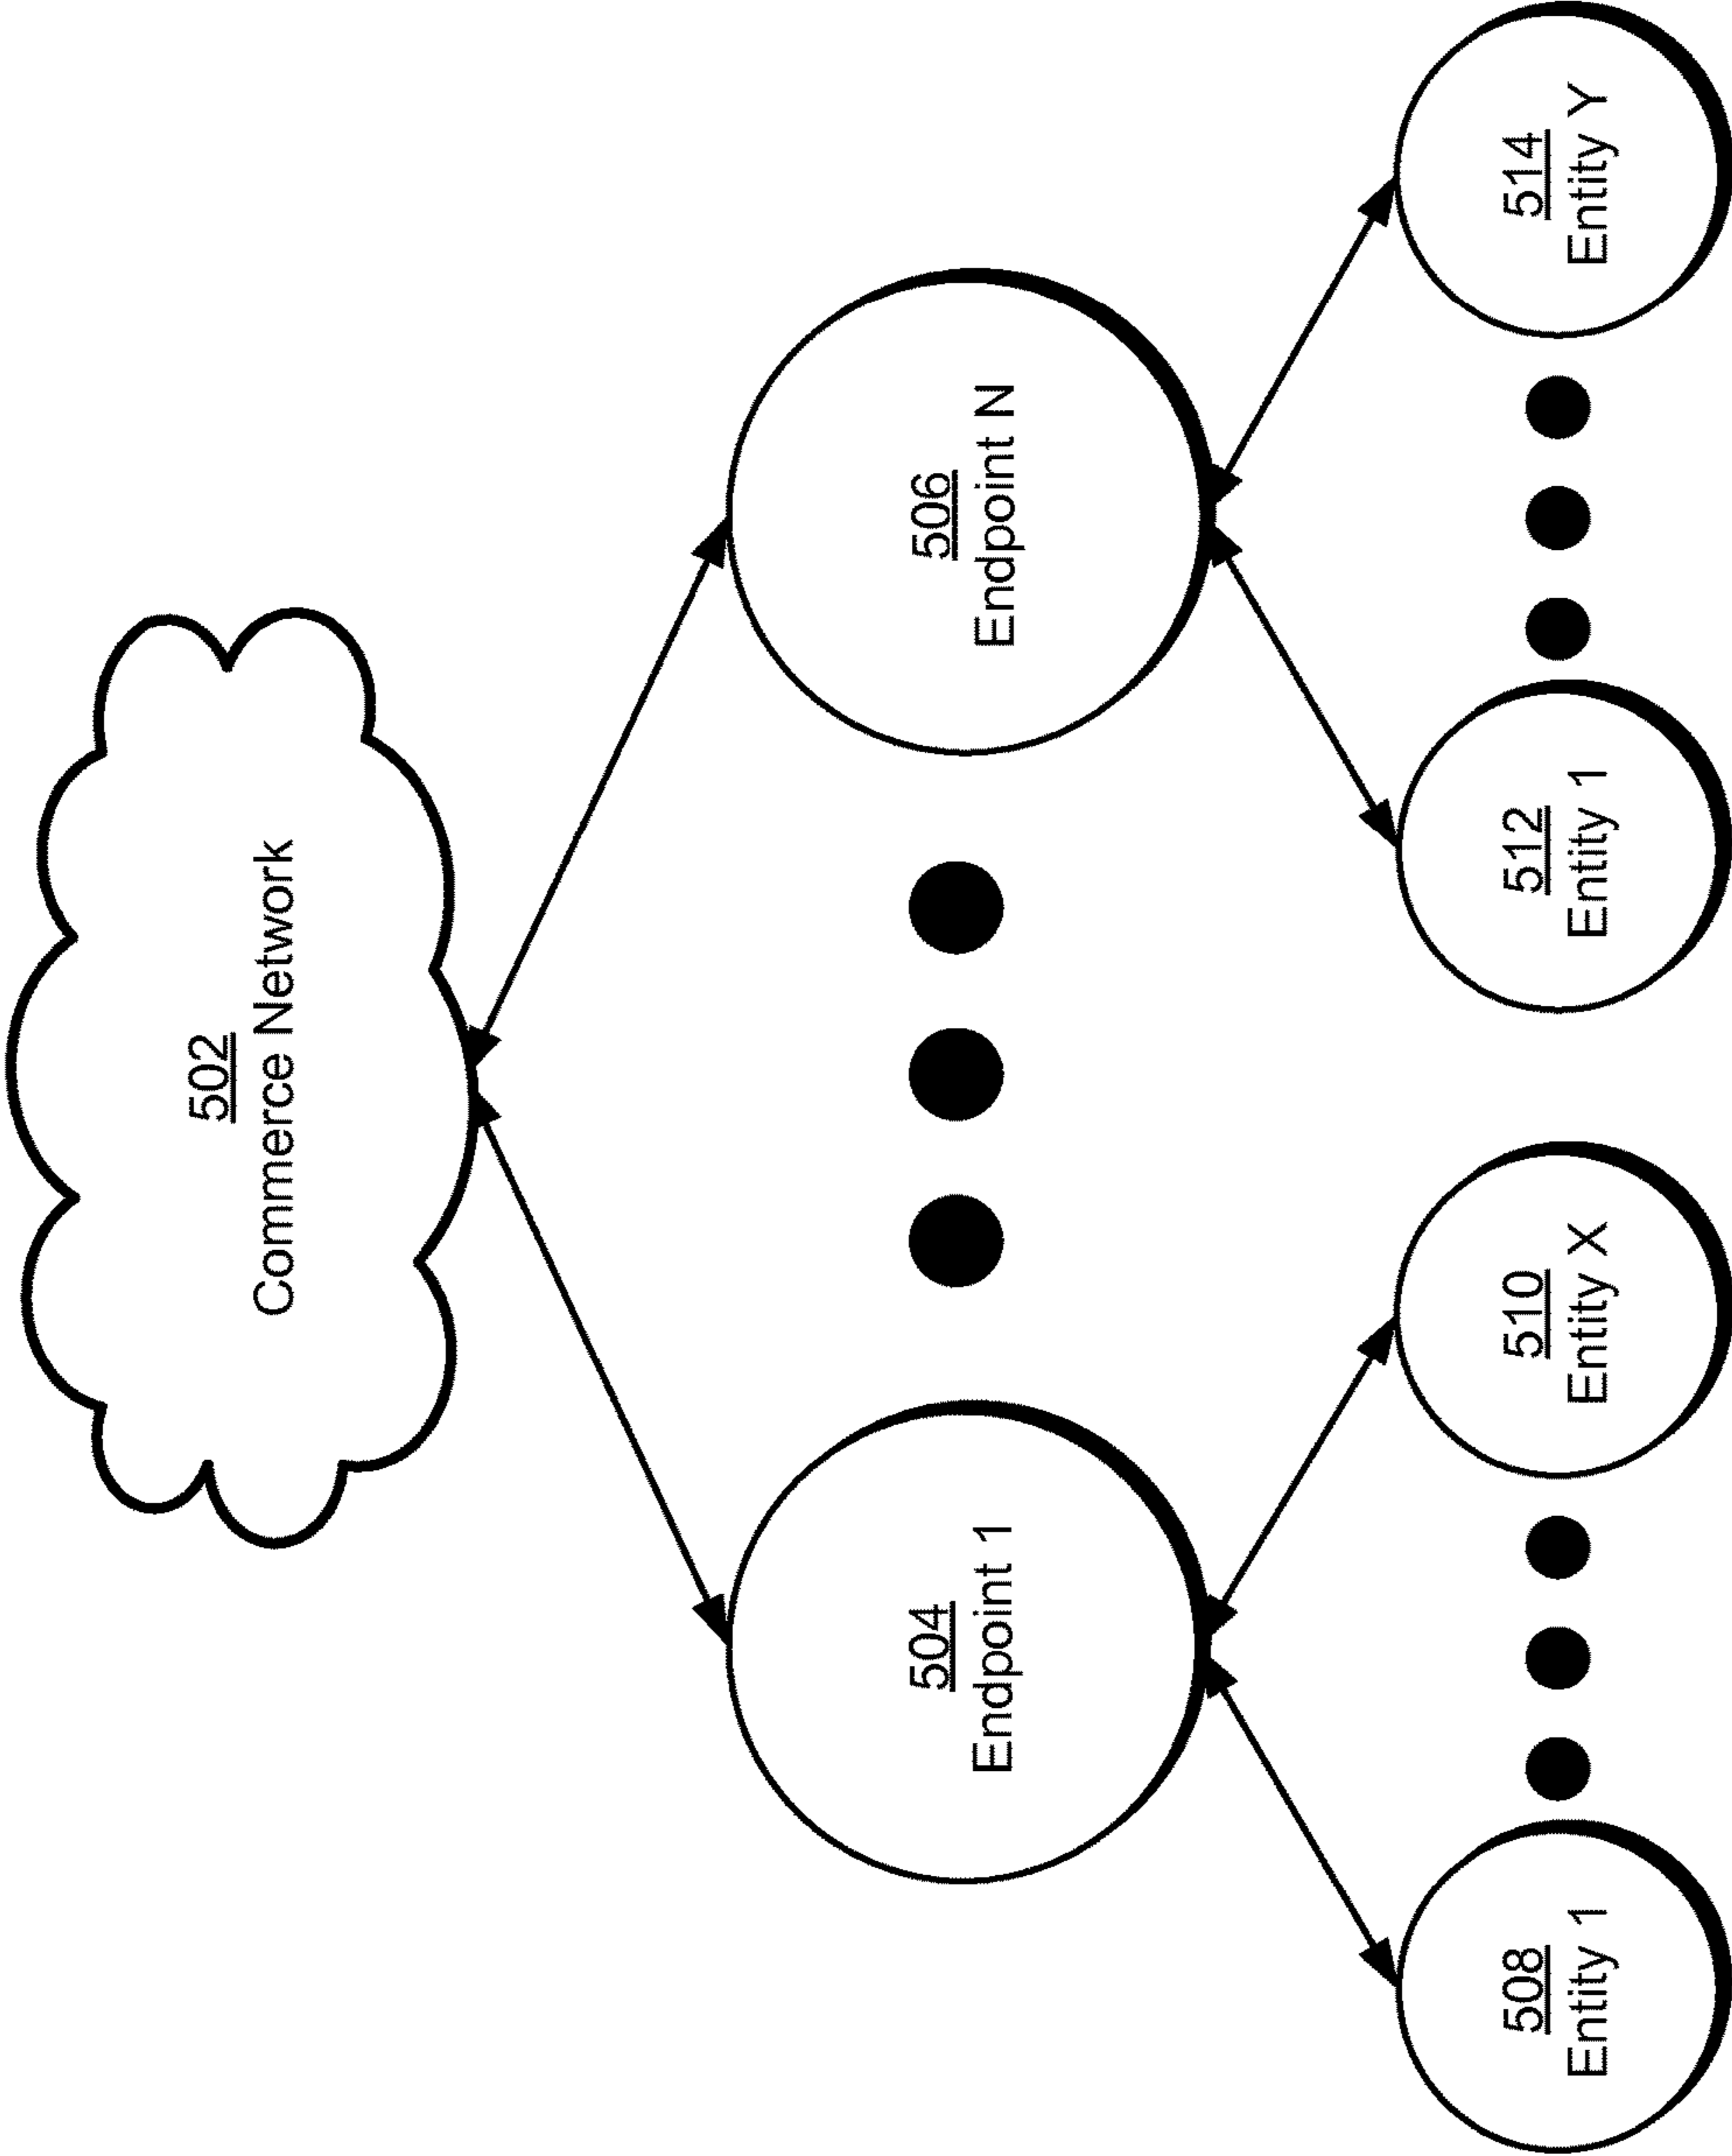 502
Commerce Network
504
Endpoint 1
506
Endpoint N
508
Entity 1
510
Entity X
512
Entity 1
514
Entity Y